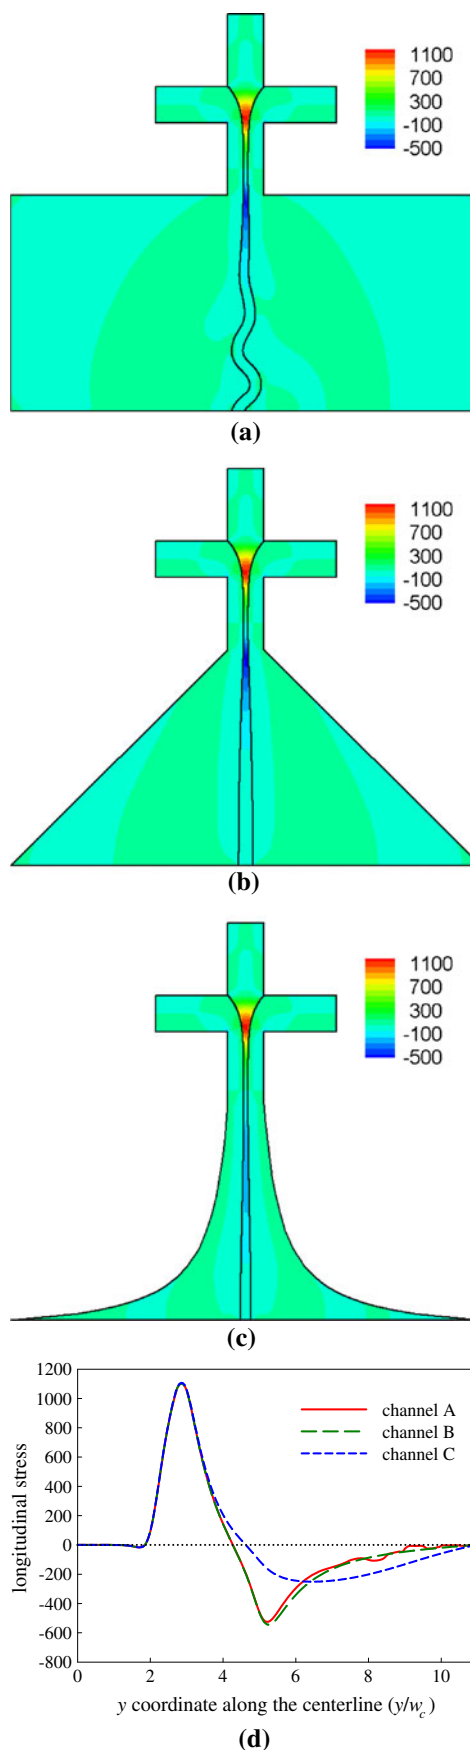 1100
700
300
-100
-500
(a)
1100
700
300
-100
-500
(b)
1100
700
300
-100
-500
(c)
1200
1000
800
600
400
200
0
-200
-400
-600
-800
longitudinal stress
channel A
channel B
channel C
0 2 4 6 8 10
y coordinate along the centerline (y/w_c)
(d)